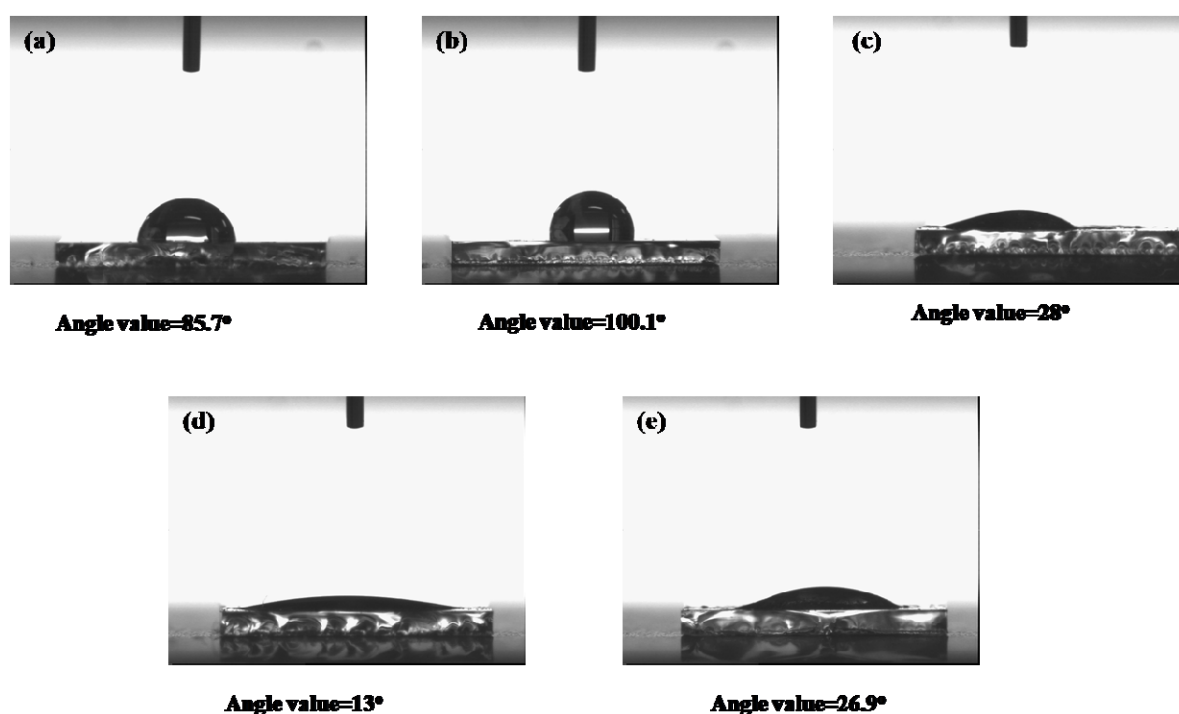 (a)
(b)
(c)
Angle value=85.7°
Angle value=100.1°
Angle value=28°
(d)
(e)
Angle value=13°
Angle value=26.9°